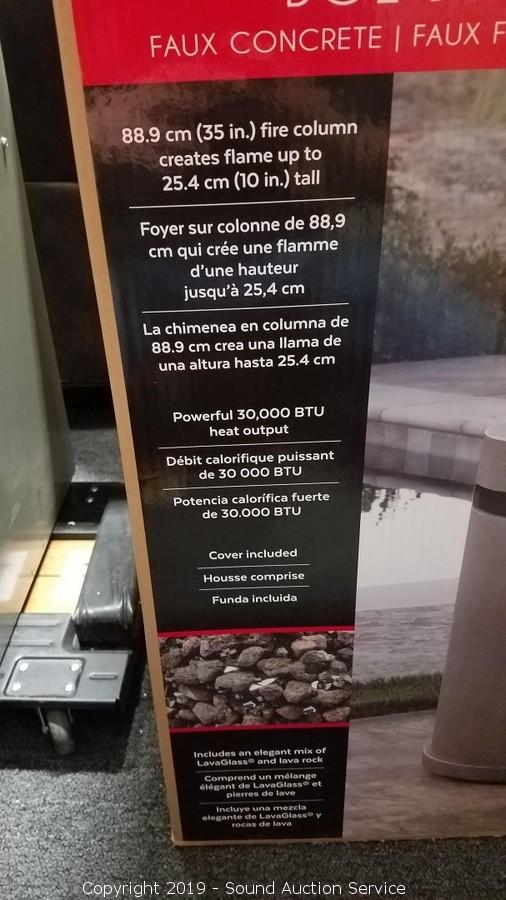 FAUX CONCRETE | FAUX
88.9 cm (35 in.) fire column
creates flame up to
25.4 cm (10 in.) tall
Foyer sur colonne de 88,9
cm qui crée une flamme
d'une hauteur
jusqu'à 25,4 cm
La chimenea en columna de
88.9 cm crea una llama de
una altura hasta 25.4 cm
Powerful 30,000 BTU
heat output
Débit calorifique puissant
de 30 000 BTU
Potencia calorífica fuerte
de 30.000 BTU
Cover included
Housse comprise
Funda incluida
Includes an elegant mix of
LavaGlass® and lava rock
Comprend un mélange
élégant de LavaGlass® et
pierres de lave
Incluye una mezcla
elegante de LavaGlass® y
rocas de lava
Copyright 2019 - Sound Auction Service